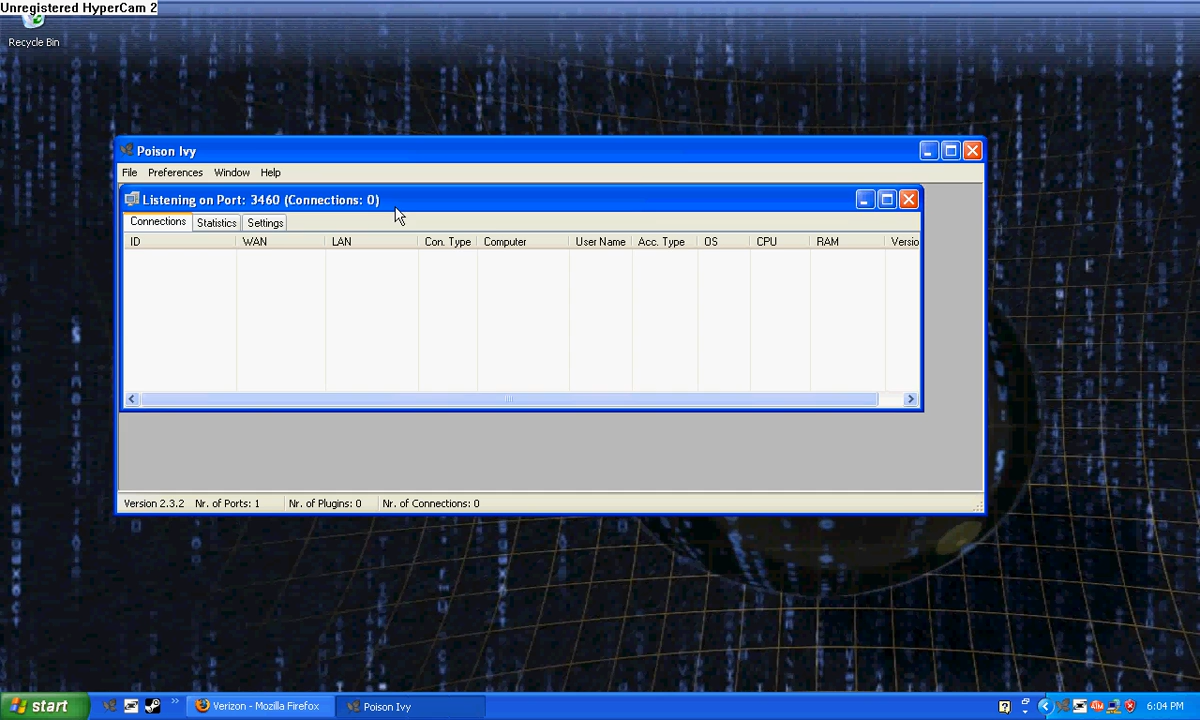 Unregistered HyperCam 2
Recycle Bin
Poison Ivy
File Preferences Window Help
Listening on Port: 3460 (Connections: 0)
Connections Statistics Settings
ID WAN LAN Con. Type Computer User Name Acc. Type OS CPU RAM Versio
Version 2.3.2 Nr. of Ports: 1 Nr. of Plugins: 0 Nr. of Connections: 0
start Verizon - Mozilla Firefox Poison Ivy 6:04 PM